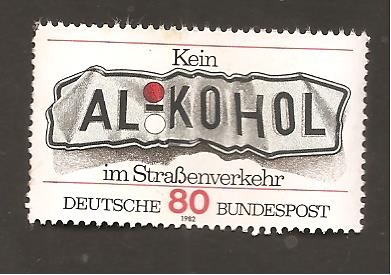 Kein
AL-KOHOL
im Straßenverkehr
DEUTSCHE 80 BUNDESPOST
1982